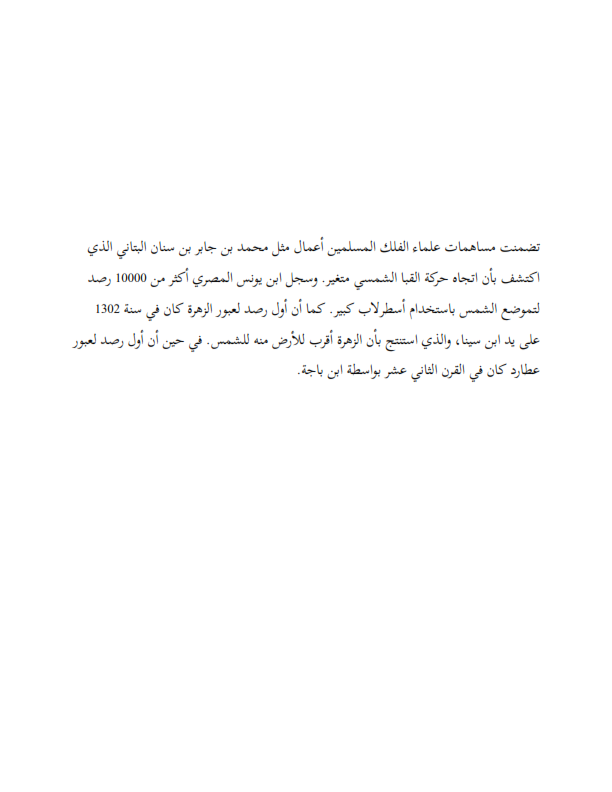 تضمنت مساهمات علماء الفلك المسلمين أعمال مثل محمد بن جابر بن سنان البتاني الذي
اكتشف بأن اتجاه حركة القبا الشمسي متغير. وسجل ابن يونس المصري أكثر من 10000 رصد
لتموضع الشمس باستخدام أسطرلاب كبير. كما أن أول رصد لعبور الزهرة كان في سنة 1302
على يد ابن سينا، والذي استنتج بأن الزهرة أقرب للأرض منه للشمس. في حين أن أول رصد لعبور
عطارد كان في القرن الثاني عشر بواسطة ابن باجة.